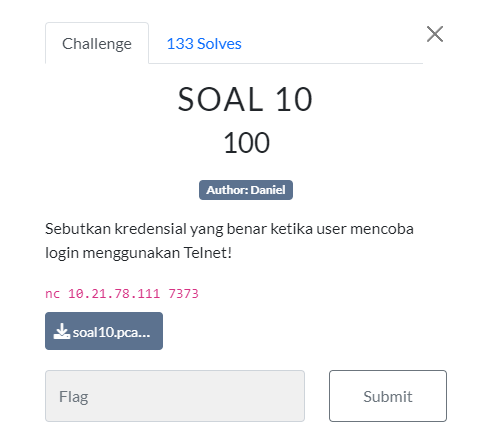 Challenge
133 Solves
SOAL 10
100
Author: Daniel
Sebutkan kredensial yang benar ketika user mencoba
login menggunakan Telnet!
nc 10.21.78.111 7373
soal10.pca...
Flag
Submit